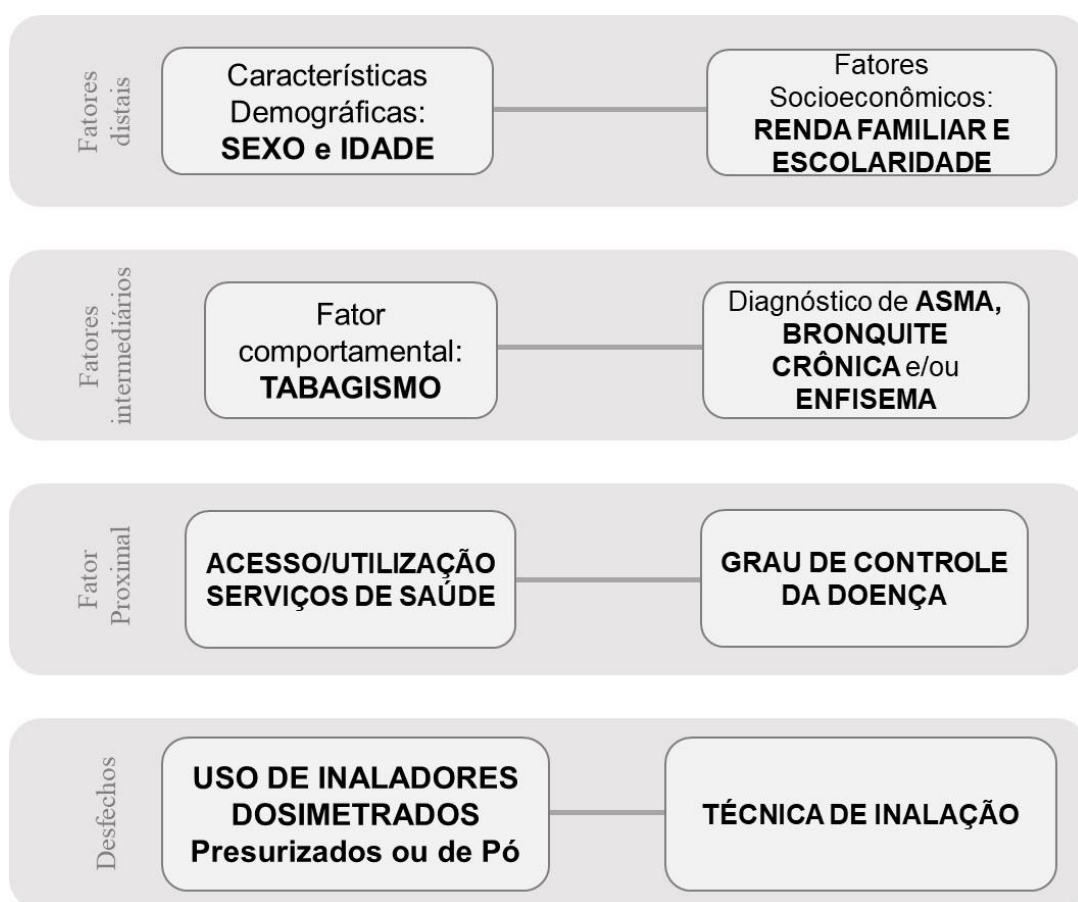 Fatores
distais
Característícas
Demográficas:
SEXO e IDADE
Fatores
Socioeconômicos:
RENDA FAMILIAR E
ESCOLARIDADE
Fatores
intermediários
Fator
comportamental:
TABAGISMO
Diagnóstico de ASMA,
BRONQUITE
CRÔNICA e/ou
ENFISEMA
Fator
Proximal
ACESSO/UTILIZAÇÃO
SERVIÇOS DE SAÚDE
GRAU DE CONTROLE
DA DOENÇA
Desfechos
USO DE INALADORES
DOSIMETRADOS
Presurizados ou de Pó
TÉCNICA DE INALAÇÃO